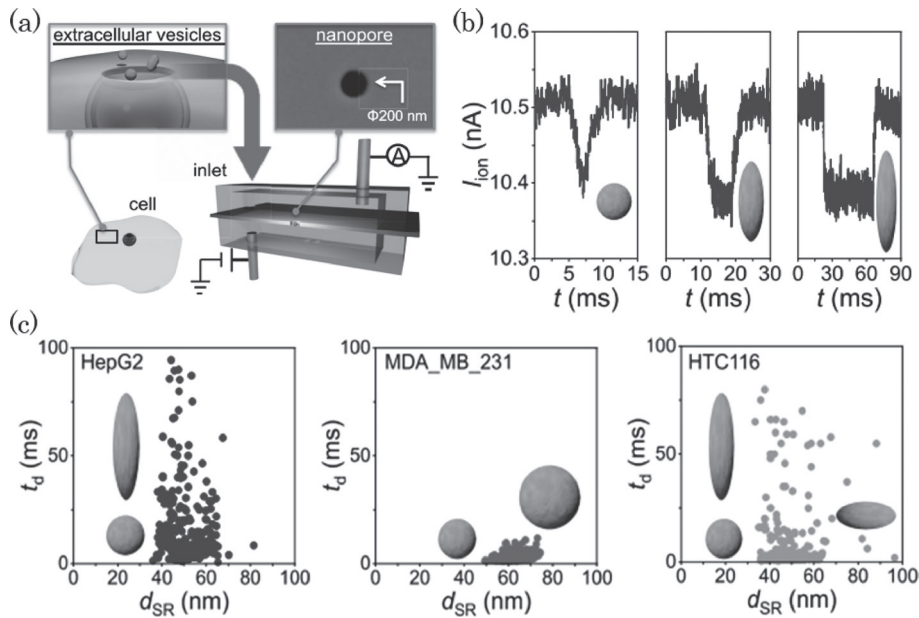 (a)
extracellular vesicles
nanopore
Φ200 nm
inlet
A
cell
(b)
10.6
10.5
10.4
10.3
I_ion (nA)
0 5 10 15
0 10 20 30
0 30 60 90
t (ms)
t (ms)
t (ms)
(c)
HepG2
100
50
0
t_d (ms)
0 20 40 60 80 100
d_SR (nm)
MDA_MB_231
100
50
0
t_d (ms)
0 20 40 60 80 100
d_SR (nm)
HTC116
100
50
0
t_d (ms)
0 20 40 60 80 100
d_SR (nm)